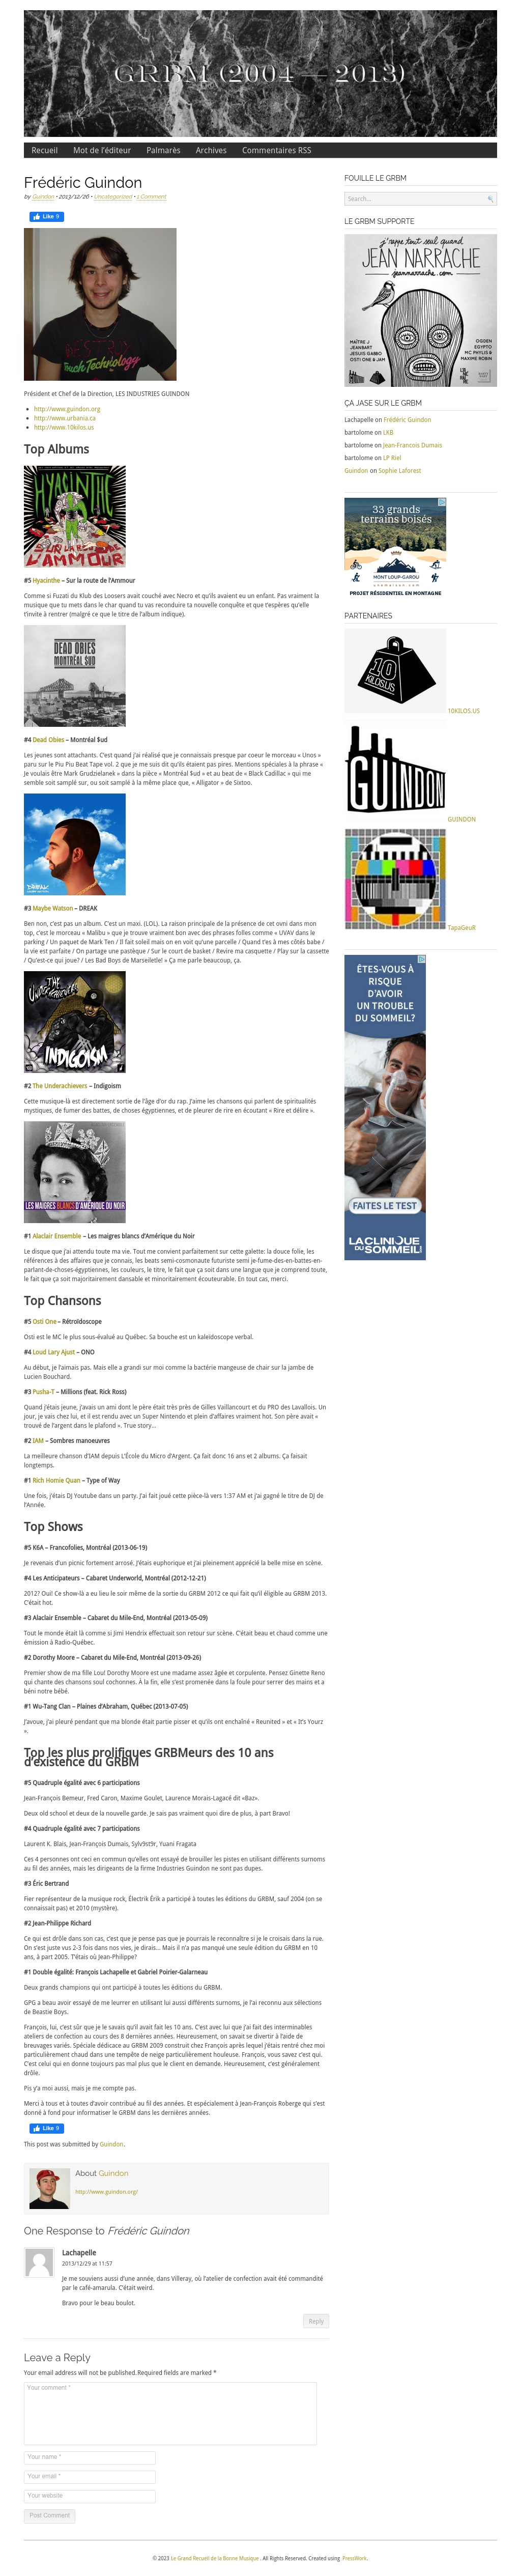 GRBM (2004 — 2013)
Recueil Mot de l'éditeur Palmarès Archives Commentaires RSS
Frédéric Guindon
by Guindon • 2013/12/26 • Uncategorized • 1 Comment
Like 9
Touch Technology
Président et Chef de la Direction, LES INDUSTRIES GUINDON
http://www.guindon.org
http://www.urbania.ca
http://www.10kilos.us
Top Albums
HYACINTHE
SUR LA ROUTE DE L'AMMOUR
#5 Hyacinthe – Sur la route de l'Ammour
Comme si Fuzati du Klub des Loosers avait couché avec Necro et qu'ils avaient eu un enfant. Pas vraiment la
musique que tu mets dans le char quand tu vas reconduire ta nouvelle conquête et que t'espères qu'elle
t'invite à rentrer (malgré ce que le titre de l'album indique).
DEAD OBIES
MONTRÉAL $UD
#4 Dead Obies – Montréal $ud
Les jeunes sont attachants. C'est quand j'ai réalisé que je connaissais presque par coeur le morceau « Unos »
paru sur le Piu Piu Beat Tape vol. 2 que je me suis dit qu'ils étaient pas pires. Mentions spéciales à la phrase «
Je voulais être Mark Grudzielanek » dans la pièce « Montréal $ud » et au beat de « Black Cadillac » qui me
semble soit samplé sur, ou soit samplé à la même place que, « Alligator » de Sixtoo.
#3 Maybe Watson – DREAK
Ben non, c'est pas un album. C'est un maxi. (LOL). La raison principale de la présence de cet ovni dans mon
top, c'est le morceau « Malibu » que je trouve vraiment bon avec des phrases folles comme « UVAV dans le
parking / Un paquet de Mark Ten / Il fait soleil mais on en voit qu'une parcelle / Quand t'es à mes côtés babe /
la vie est parfaite / On partage une pastèque / Sur le court de basket / Revire ma casquette / Play sur la cassette
/ Qu'est-ce qui joue? / Les Bad Boys de Marseiletle! » Ça me parle beaucoup, ça.
THE UNDERACHIEVERS
INDIGOISM
#2 The Underachievers – Indigoism
Cette musique-là est directement sortie de l'âge d'or du rap. J'aime les chansons qui parlent de spiritualités
mystiques, de fumer des battes, de choses égyptiennes, et de pleurer de rire en écoutant « Rire et délire ».
LES MAIGRES BLANCS D'AMÉRIQUE DU NOIR
#1 Alaclair Ensemble – Les maigres blancs d'Amérique du Noir
Le disque que j'ai attendu toute ma vie. Tout me convient parfaitement sur cette galette: la douce folie, les
références à des affaires que je connais, les beats semi-cosmonaute futuriste semi je-fume-des-en-battes-en-
parlant-de-choses-égyptiennes, les couleurs, le titre, le fait que ça soit dans une langue que je comprend toute,
le fait que ça soit majoritairement dansable et minoritairement écouteurable. En tout cas, merci.
Top Chansons
#5 Osti One – Rétroidoscope
Osti est le MC le plus sous-évalué au Québec. Sa bouche est un kaleidoscope verbal.
#4 Loud Lary Ajust – ONO
Au début, je l'aimais pas. Mais elle a grandi sur moi comme la bactérie mangeuse de chair sur la jambe de
Lucien Bouchard.
#3 Pusha-T – Millions (feat. Rick Ross)
Quand j'étais jeune, j'avais un ami dont le père était très près de Gilles Vaillancourt et du PRO des Lavallois. Un
jour, je vais chez lui, et il est rendu avec un Super Nintendo et plein d'affaires vraiment hot. Son père avait «
trouvé de l'argent dans le plafond ». True story…
#2 IAM – Sombres manoeuvres
La meilleure chanson d'IAM depuis L'École du Micro d'Argent. Ça fait donc 16 ans et 2 albums. Ça faisait
longtemps.
#1 Rich Homie Quan – Type of Way
Une fois, j'étais DJ Youtube dans un party. J'ai fait joué cette pièce-là vers 1:37 AM et j'ai gagné le titre de DJ de
l'Année.
Top Shows
#5 K6A – Francofolies, Montréal (2013-06-19)
Je revenais d'un picnic fortement arrosé. J'étais euphorique et j'ai pleinement apprécié la belle mise en scène.
#4 Les Anticipateurs – Cabaret Underworld, Montréal (2012-12-21)
2012? Oui! Ce show-là a eu lieu le soir même de la sortie du GRBM 2012 ce qui fait qu'il éligible au GRBM 2013.
C'était hot.
#3 Alaclair Ensemble – Cabaret du Mile-End, Montréal (2013-05-09)
Tout le monde était là comme si Jimi Hendrix effectuait son retour sur scène. C'était beau et chaud comme une
émission à Radio-Québec.
#2 Dorothy Moore – Cabaret du Mile-End, Montréal (2013-09-26)
Premier show de ma fille Lou! Dorothy Moore est une madame assez âgée et corpulente. Pensez Ginette Reno
qui chante des chansons soul cochonnes. À la fin, elle s'est promenée dans la foule pour serrer des mains et a
béni notre bébé.
#1 Wu-Tang Clan – Plaines d'Abraham, Québec (2013-07-05)
J'avoue, j'ai pleuré pendant que ma blonde était partie pisser et qu'ils ont enchaîné « Reunited » et « It's Yourz
».
Top les plus prolifiques GRBMeurs des 10 ans
d'existence du GRBM
#5 Quadruple égalité avec 6 participations
Jean-François Bemeur, Fred Caron, Maxime Goulet, Laurence Morais-Lagacé dit «Baz».
Deux old school et deux de la nouvelle garde. Je sais pas vraiment quoi dire de plus, à part Bravo!
#4 Quadruple égalité avec 7 participations
Laurent K. Blais, Jean-François Dumais, Sylv9st9r, Yuani Fragata
Ces 4 personnes ont ceci en commun qu'elles ont essayé de brouiller les pistes en utilisant différents surnoms
au fil des années, mais les dirigeants de la firme Industries Guindon ne sont pas dupes.
#3 Éric Bertrand
Fier représenteur de la musique rock, Électrik Érik a participé à toutes les éditions du GRBM, sauf 2004 (on se
connaissait pas) et 2010 (mystère).
#2 Jean-Philippe Richard
Ce qui est drôle dans son cas, c'est que je pense pas que je pourrais le reconnaître si je le croisais dans la rue.
On s'est juste vus 2-3 fois dans nos vies, je dirais… Mais il n'a pas manqué une seule édition du GRBM en 10
ans, à part 2005. T'étais où Jean-Philippe?
#1 Double égalité: François Lachapelle et Gabriel Poirier-Galarneau
Deux grands champions qui ont participé à toutes les éditions du GRBM.
GPG a beau avoir essayé de me leurrer en utilisant lui aussi différents surnoms, je l'ai reconnu aux sélections
de Beastie Boys.
François, lui, c'est sûr que je le savais qu'il avait fait les 10 ans. C'est avec lui que j'ai fait des interminables
ateliers de confection au cours des 8 dernières années. Heureusement, on savait se divertir à l'aide de
breuvages variés. Spéciale dédicace au GRBM 2009 construit chez François après lequel j'étais rentré chez moi
particulièrement chaud dans une tempête de neige particulièrement houleuse. François, vous savez c'est qui.
C'est celui qui en donne toujours pas mal plus que le client en demande. Heureusement, c'est généralement
drôle.
Pis y'a moi aussi, mais je me compte pas.
Merci à tous et à toutes d'avoir contribué au fil des années. Et espécialement à Jean-François Roberge qui s'est
donné à fond pour informatiser le GRBM dans les dernières années.
Like 9
This post was submitted by Guindon.
About Guindon
http://www.guindon.org/
One Response to Frédéric Guindon
Lachapelle
2013/12/29 at 11:57
Je me souviens aussi d'une année, dans Villeray, où l'atelier de confection avait été commandité
par le café-amarula. C'était weird.
Bravo pour le beau boulot.
Reply
Leave a Reply
Your email address will not be published.Required fields are marked *
Your comment *
Your name *
Your email *
Your website
Post Comment
FOUILLE LE GRBM
Search...
LE GRBM SUPPORTE
j'rappe tout seul quand
JEAN NARRACHE
jeannarrache.com
MAÎTRE J
JEANBART
JESUIS GABBO
OSTI ONE & JAM
OGDEN
EGYPTO
MC PHYLIS &
MAXIME ROBIN
ÇA JASE SUR LE GRBM
Lachapelle on Frédéric Guindon
bartolome on LKB
bartolome on Jean-Francois Dumais
bartolome on LP Riel
Guindon on Sophie Laforest
33 grands
terrains boisés
MONT LOUP-GAROU
PROJET RÉSIDENTIEL EN MONTAGNE
PARTENAIRES
10 KILOS.US
10KILOS.US
GUINDON
GUINDON
TapaGeuR
ÊTES-VOUS À
RISQUE
D'AVOIR
UN TROUBLE
DU SOMMEIL?
FAITES LE TEST
LA CLINIQUE
DU SOMMEIL
© 2023 Le Grand Recueil de la Bonne Musique . All Rights Reserved. Created using PressWork.